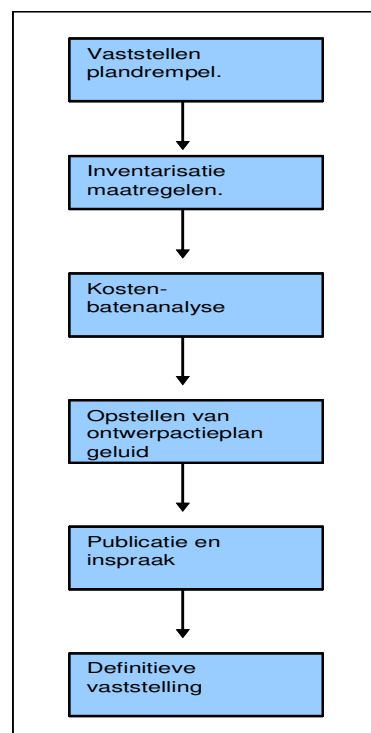 Vaststellen
plandrempel.
Inventarisatie
maatregelen.
Kosten-
batenanalyse
Opstellen van
ontwerpactieplan
geluid
Publicatie en
inspraak
Definitieve
vaststelling